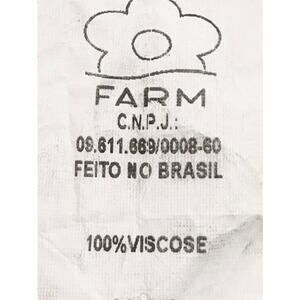 FARM
C.N.P.J.:
09.611.669/0008-60
FEITO NO BRASIL
100%VISCOSE